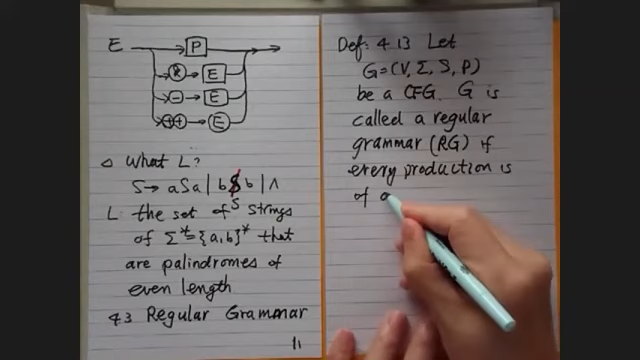 E
P
& E
- E
++ E
△ What L?
S→ aSa | bSb | Λ
S
L: the set of strings
of Σ*={a,b}* that
are palindromes of
even length
4.3 Regular Grammar
11
Def: 4.13 Let
G=(V, Σ, S, P)
be a CFG. G is
called a regular
grammar (RG) if
every production is
of o